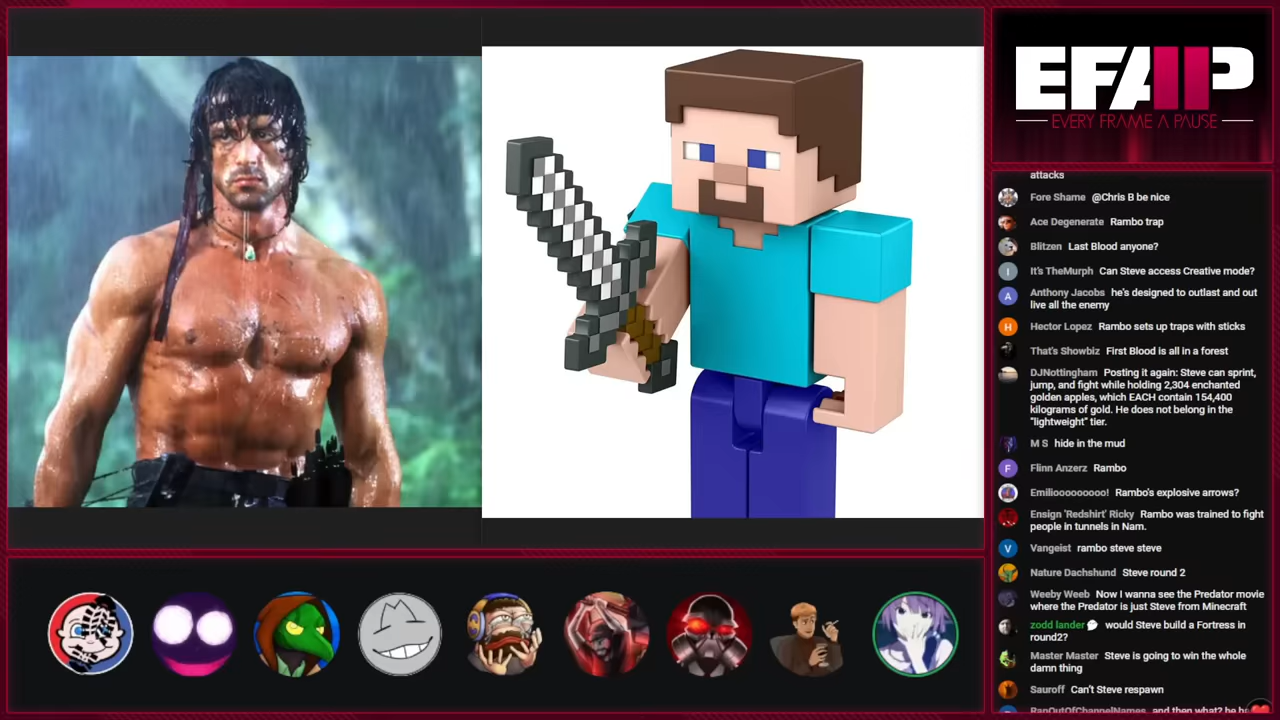 EFAP
EVERY FRAME A PAUSE
attacks
Fore Shame @Chris B be nice
Ace Degenerate Rambo trap
Blitzen Last Blood anyone?
I
It's TheMurph Can Steve access Creative mode?
A
Anthony Jacobs he's designed to outlast and out
live all the enemy
H
Hector Lopez Rambo sets up traps with sticks
That's Showbiz First Blood is all in a forest
DJNottingham Posting it again: Steve can sprint,
jump, and fight while holding 2,304 enchanted
golden apples, which EACH contain 154,400
kilograms of gold. He does not belong in the
"lightweight" tier.
M S hide in the mud
F
Flinn Anzerz Rambo
Emiliooooooooo! Rambo's explosive arrows?
Ensign 'Redshirt' Ricky Rambo was trained to fight
people in tunnels in Nam.
V
Vangeist rambo steve steve
Nature Dachshund Steve round 2
Weeby Weeb Now I wanna see the Predator movie
where the Predator is just Steve from Minecraft
zodd lander would Steve build a Fortress in
round2?
Master Master Steve is going to win the whole
damn thing
Sauroff Can't Steve respawn
RanOutOfChannelNames and then what? he